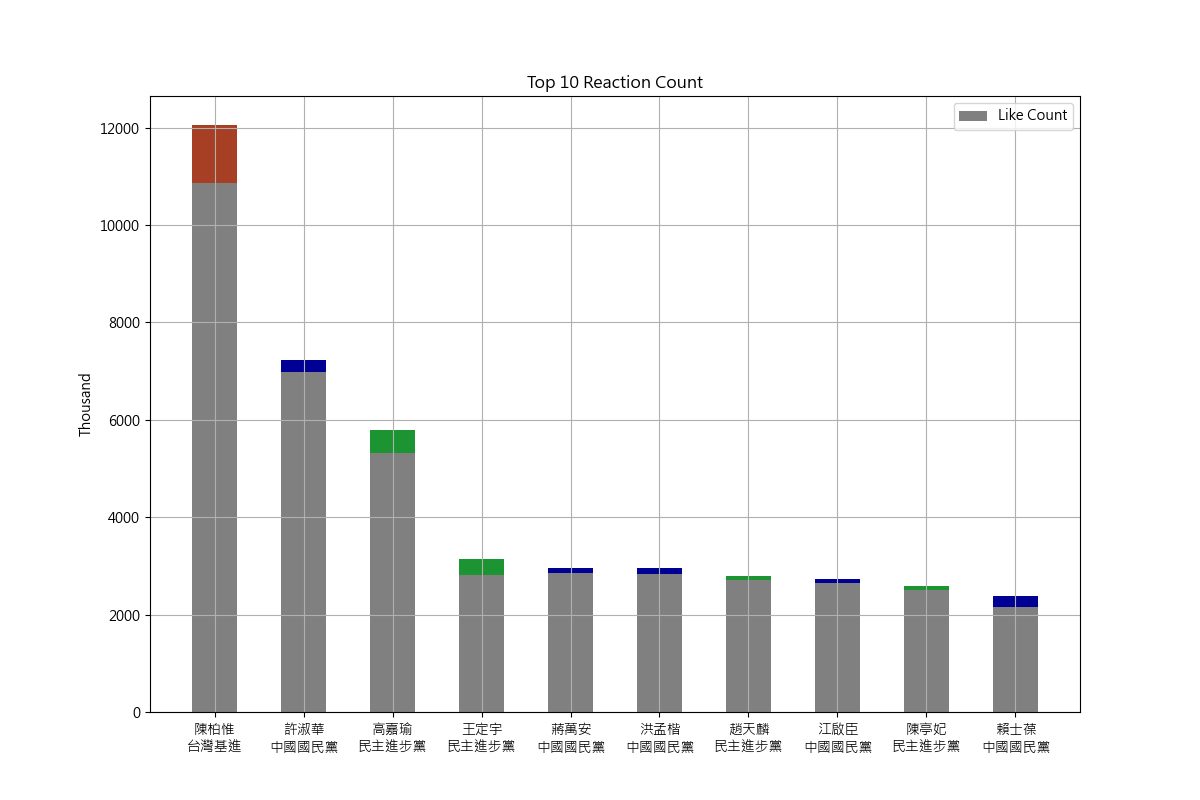 Top 10 Reaction Count
Like Count
Thousand
12000
10000
8000
6000
4000
2000
0
陳柏惟 許淑華 高嘉瑜 王定宇 蔣萬安 洪孟楷 趙天麟 江啟臣 陳亭妃 賴士葆
台灣基進 中國國民黨 民主進步黨 民主進步黨 中國國民黨 中國國民黨 民主進步黨 中國國民黨 民主進步黨 中國國民黨